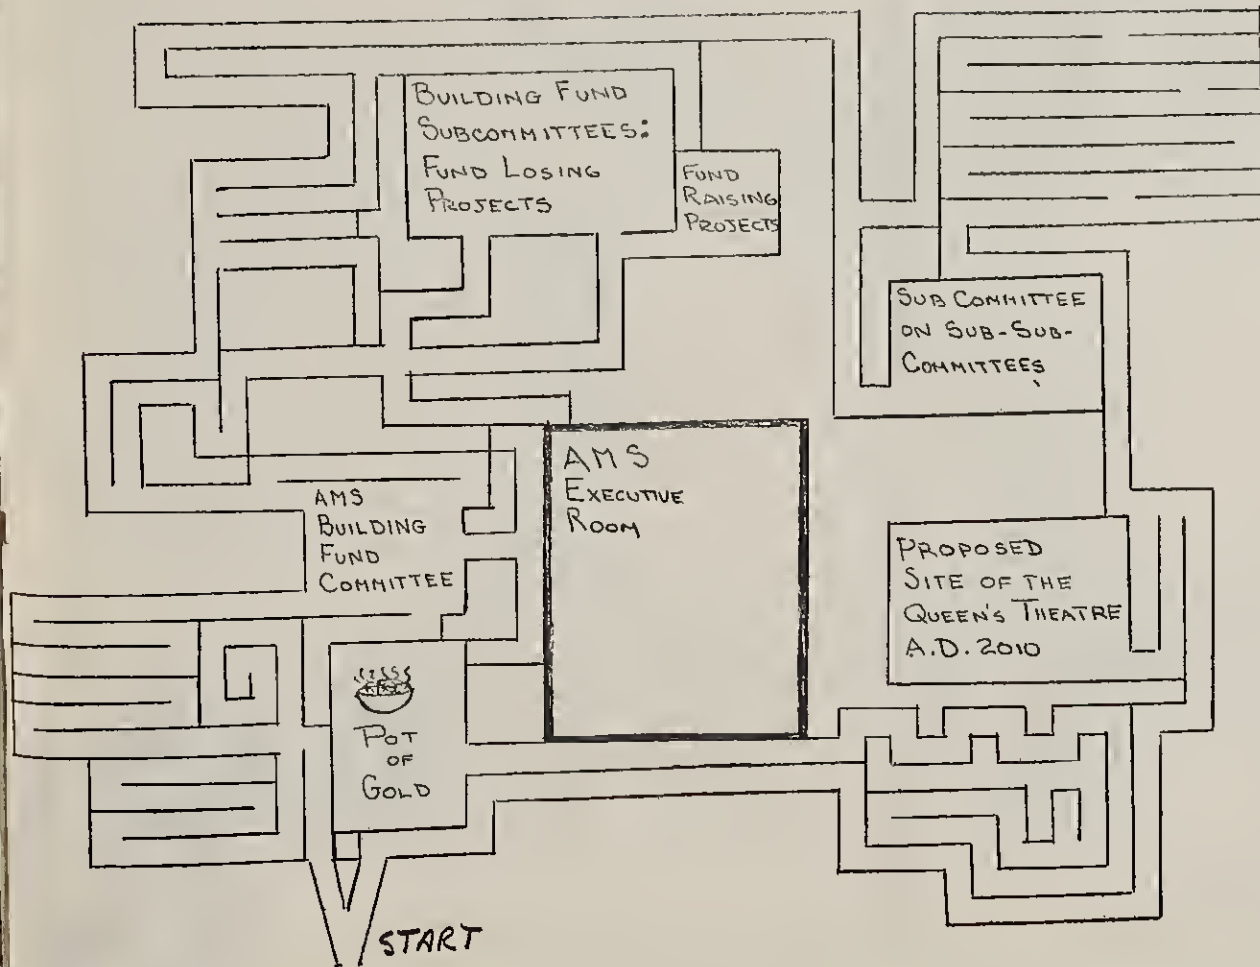 BUILDING FUND
SUBCOMMITTEES:
FUND LOSING
PROJECTS
FUND
RAISING
PROJECTS
SUB COMMITTEE
ON SUB-SUB-
COMMITTEES
AMS
EXECUTIVE
ROOM
AMS
BUILDING
FUND
COMMITTEE
PROPOSED
SITE OF THE
QUEEN'S THEATRE
A.D. 2010
POT
OF
GOLD
START